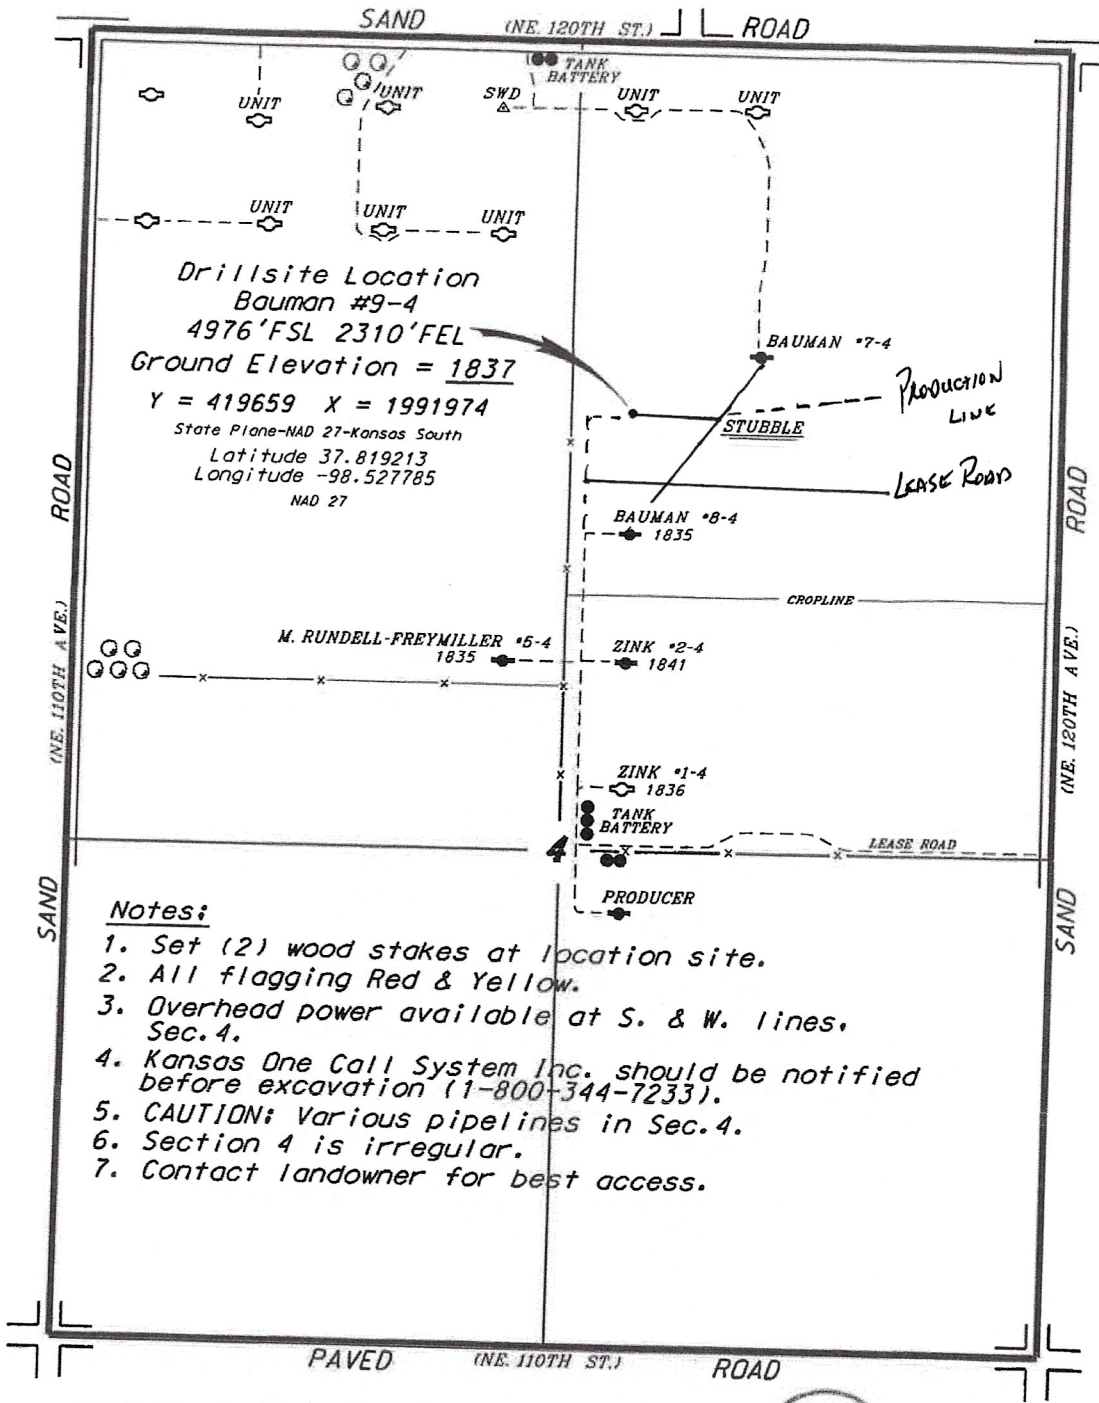 SAND (NE. 120TH ST.) ROAD
TANK
BATTERY
UNIT
UNIT
SWD
UNIT
UNIT
UNIT
UNIT
UNIT
Drillsite Location
Bauman #9-4
4976'FSL 2310'FEL
Ground Elevation = 1837
Y = 419659 X = 1991974
State Plane-NAD 27-Kansas South
Latitude 37.819213
Longitude -98.527785
NAD 27
BAUMAN #7-4
PRODUCTION
LINE
STUBBLE
LEASE ROAD
BAUMAN #8-4
1835
CROPLINE
M. RUNDELL-FREYMILLER #5-4
1835
ZINK #2-4
1841
ZINK #1-4
1836
TANK
BATTERY
4
LEASE ROAD
PRODUCER
ROAD
(NE. 110TH AVE.)
SAND
ROAD
(NE. 120TH AVE.)
SAND
Notes:
1. Set (2) wood stakes at location site.
2. All flagging Red & Yellow.
3. Overhead power available at S. & W. lines,
Sec.4.
4. Kansas One Call System Inc. should be notified
before excavation (1-800-344-7233).
5. CAUTION: Various pipelines in Sec.4.
6. Section 4 is irregular.
7. Contact landowner for best access.
PAVED (NE. 110TH ST.) ROAD